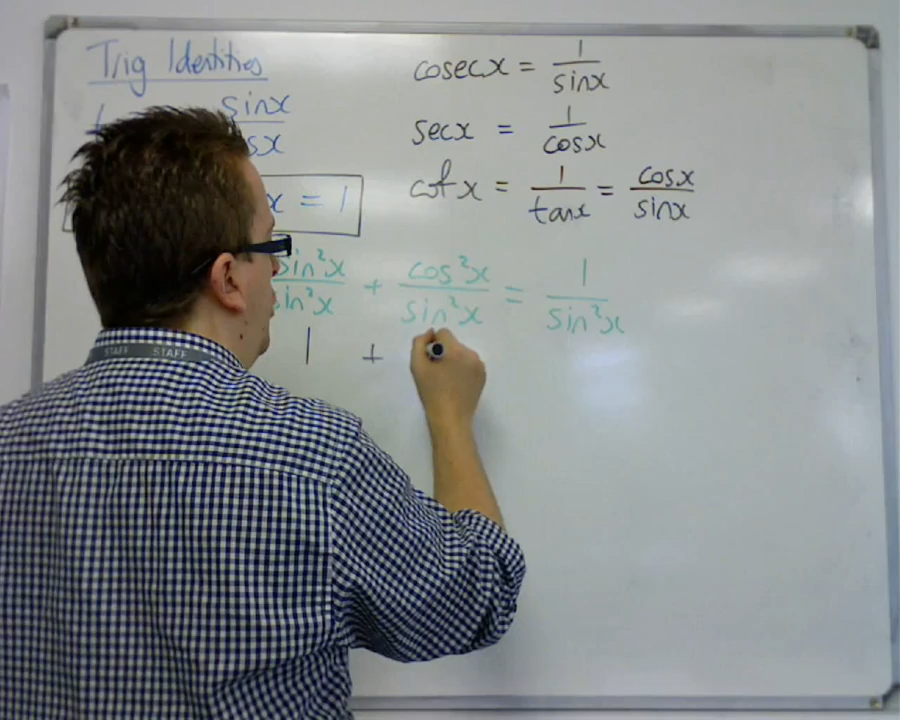 Trig Identities
cosecx = 1/sinx
sinx
secx = 1/cosx
cot x = 1/tanx = cosx/sinx
x = 1
sin²x/sin²x + cos²x/sin²x = 1/sin²x
1 +
STAFF STAFF